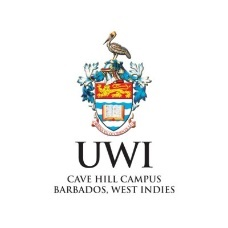 UWI
CAVE HILL CAMPUS
BARBADOS, WEST INDIES